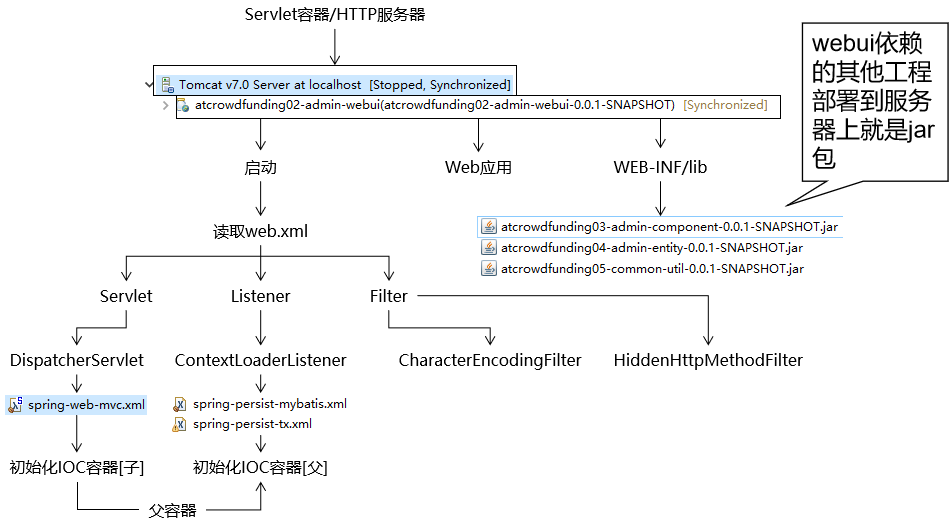 Servlet容器/HTTP服务器
Tomcat v7.0 Server at localhost [Stopped, Synchronized]
atcrowdfunding02-admin-webui(atcrowdfunding02-admin-webui-0.0.1-SNAPSHOT) [Synchronized]
webui依赖
的其他工程
部署到服务
器上就是jar
包
启动
Web应用
WEB-INF/lib
atcrowdfunding03-admin-component-0.0.1-SNAPSHOT.jar
atcrowdfunding04-admin-entity-0.0.1-SNAPSHOT.jar
atcrowdfunding05-common-util-0.0.1-SNAPSHOT.jar
读取web.xml
Servlet
Listener
Filter
DispatcherServlet
ContextLoaderListener
CharacterEncodingFilter
HiddenHttpMethodFilter
spring-web-mvc.xml
spring-persist-mybatis.xml
spring-persist-tx.xml
初始化IOC容器[子]
初始化IOC容器[父]
父容器